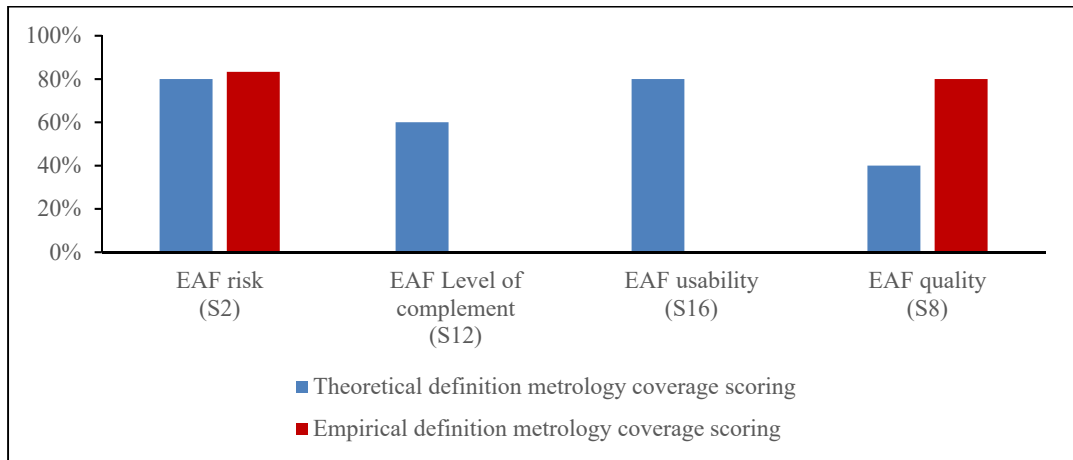 100%
80%
60%
40%
20%
0%
EAF risk
(S2)
EAF Level of
complement
(S12)
EAF usability
(S16)
EAF quality
(S8)
Theoretical definition metrology coverage scoring
Empirical definition metrology coverage scoring